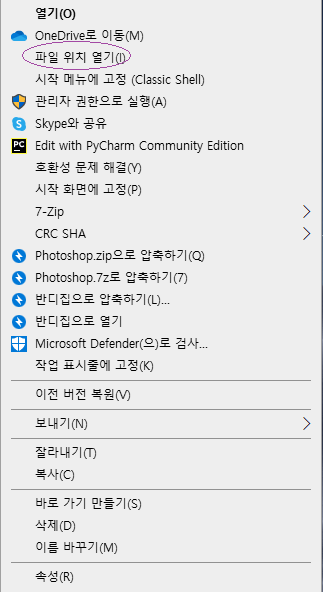 열기(O)
OneDrive로 이동(M)
파일 위치 열기(I)
시작 메뉴에 고정 (Classic Shell)
관리자 권한으로 실행(A)
Skype와 공유
PC Edit with PyCharm Community Edition
호환성 문제 해결(Y)
시작 화면에 고정(P)
7-Zip
CRC SHA
Photoshop.zip으로 압축하기(Q)
Photoshop.7z로 압축하기(7)
반디집으로 압축하기(L)...
반디집으로 열기
Microsoft Defender(으)로 검사...
작업 표시줄에 고정(K)
이전 버전 복원(V)
보내기(N)
잘라내기(T)
복사(C)
바로 가기 만들기(S)
삭제(D)
이름 바꾸기(M)
속성(R)